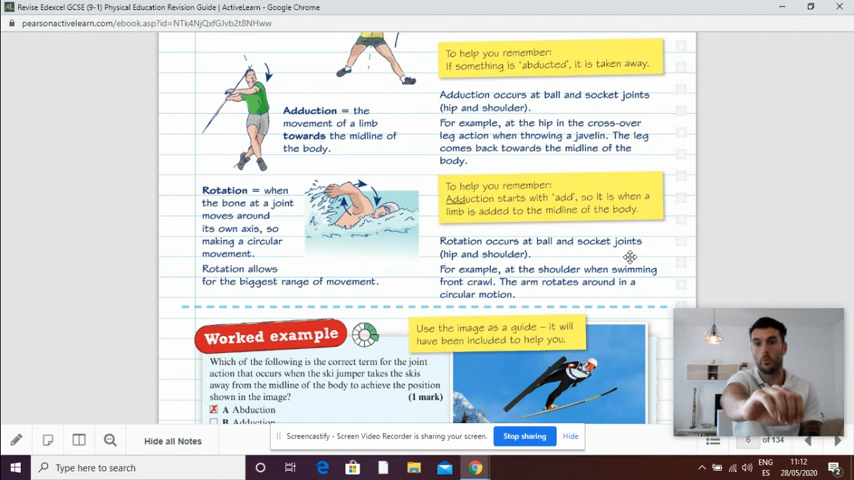 Revise Edexcel GCSE (9-1) Physical Education Revision Guide | ActiveLearn - Google Chrome
pearsonactivelearn.com/ebook.asp?id=NTk4NjQxfGJvb2t8NHww
To help you remember:
If something is 'abducted', it is taken away.
Adduction = the
movement of a limb
towards the midline of
the body.
Adduction occurs at ball and socket joints
(hip and shoulder).
For example, at the hip in the cross-over
leg action when throwing a javelin. The leg
comes back towards the midline of the
body.
To help you remember:
Adduction starts with 'add', so it is when a
limb is added to the midline of the body.
Rotation = when
the bone at a joint
moves around
its own axis, so
making a circular
movement.
Rotation allows
for the biggest range of movement.
Rotation occurs at ball and socket joints
(hip and shoulder).
For example, at the shoulder when swimming
front crawl. The arm rotates around in a
circular motion.
Worked example
Use the image as a guide – it will
have been included to help you.
Which of the following is the correct term for the joint
action that occurs when the ski jumper takes the skis
away from the midline of the body to achieve the position
shown in the image? (1 mark)
A Abduction
B Adduction
Hide all Notes
Screencastify - Screen Video Recorder is sharing your screen.
Stop sharing
Hide
6 of 134
Type here to search
ENG
ES
11:12
28/05/2020
2